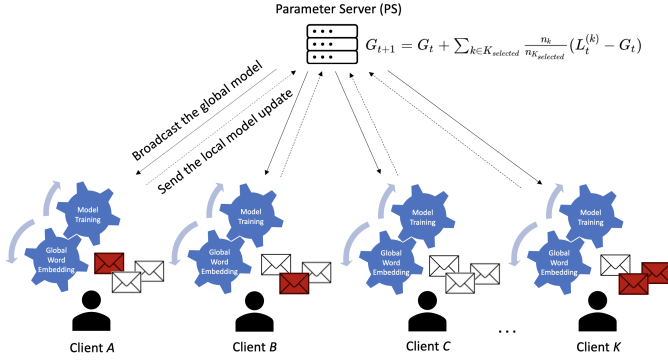 Parameter Server (PS)
G_{t+1} = G_t + \sum_{k \in K_{selected}} \frac{n_k}{n_{K_{selected}}} (L_t^{(k)} - G_t)
Broadcast the global model
Send the local model update
Model
Training
Global
Word
Embedding
Model
Training
Global
Word
Embedding
Model
Training
Global
Word
Embedding
Model
Training
Global
Word
Embedding
Client A
Client B
Client C
...
Client K